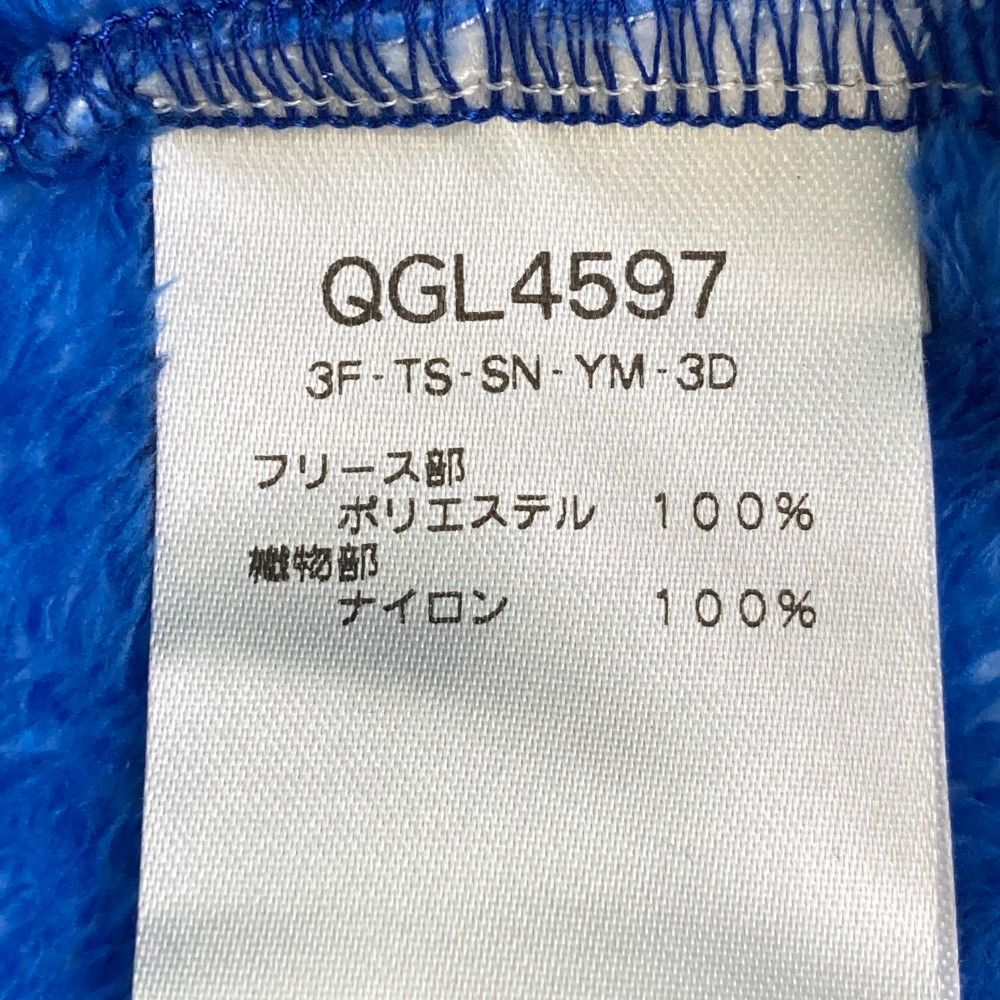 QGL4597
3F-TS-SN-YM-3D
フリース部
ポリエステル 100%
織物部
ナイロン 100%